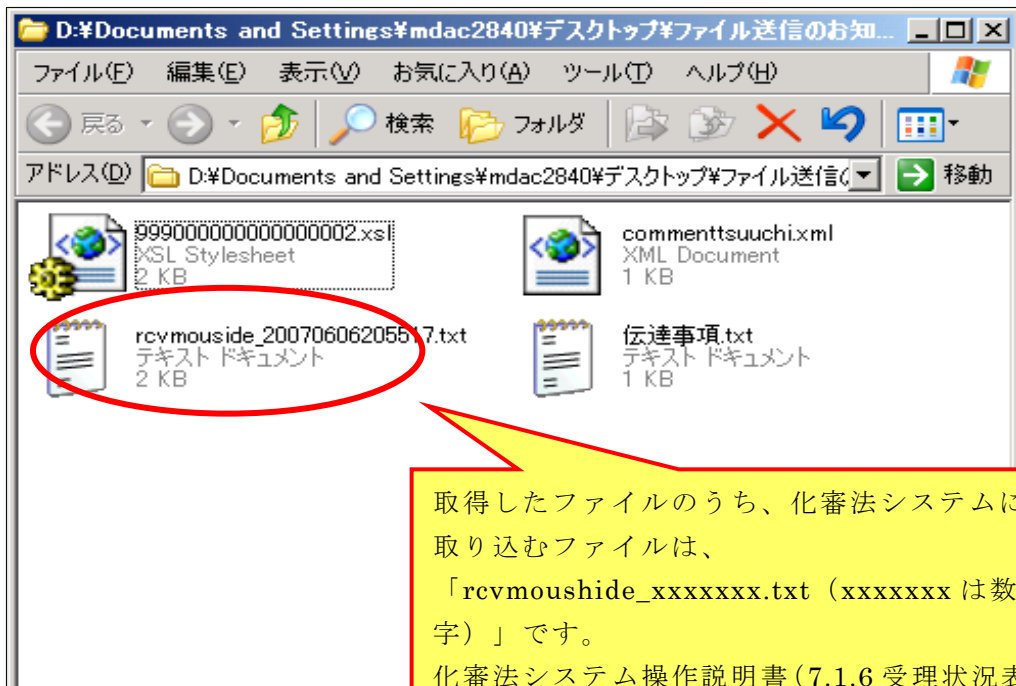 D:¥Documents and Settings¥mdac2840¥デスクトップ¥ファイル送信のお知...
ファイル(F) 編集(E) 表示(V) お気に入り(A) ツール(T) ヘルプ(H)
戻る 検索 フォルダ
アドレス(D) D:¥Documents and Settings¥mdac2840¥デスクトップ¥ファイル送信 移動
999000000000000002.xsl
XSL Stylesheet
2 KB
commenttsuuchi.xml
XML Document
1 KB
rcvmouside_20070606205517.txt
テキスト ドキュメント
2 KB
伝達事項.txt
テキスト ドキュメント
1 KB
取得したファイルのうち、化審法システムに
取り込むファイルは、
「rcvmoushide_xxxxxxx.txt（xxxxxxx は数
字）」です。
化審法システム操作説明書(7.1.6 受理状況表